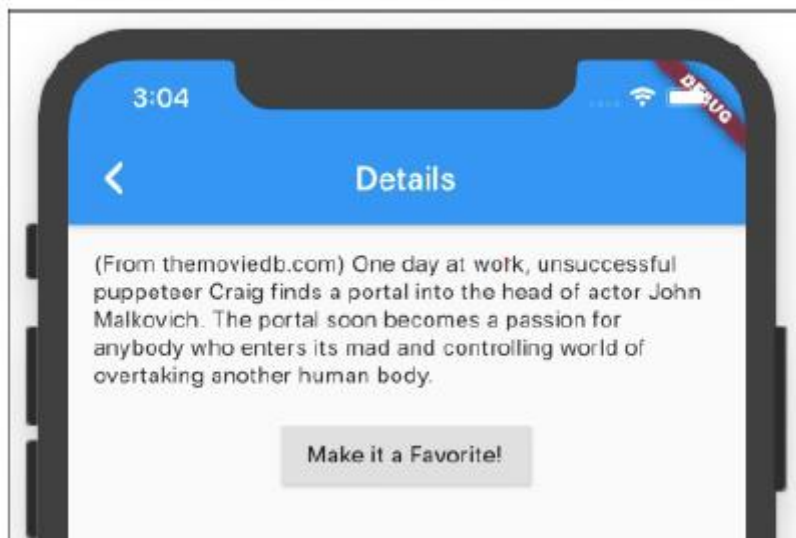 3:04
DEBUG
Details
(From themoviedb.com) One day at work, unsuccessful
puppeteer Craig finds a portal into the head of actor John
Malkovich. The portal soon becomes a passion for
anybody who enters its mad and controlling world of
overtaking another human body.
Make it a Favorite!